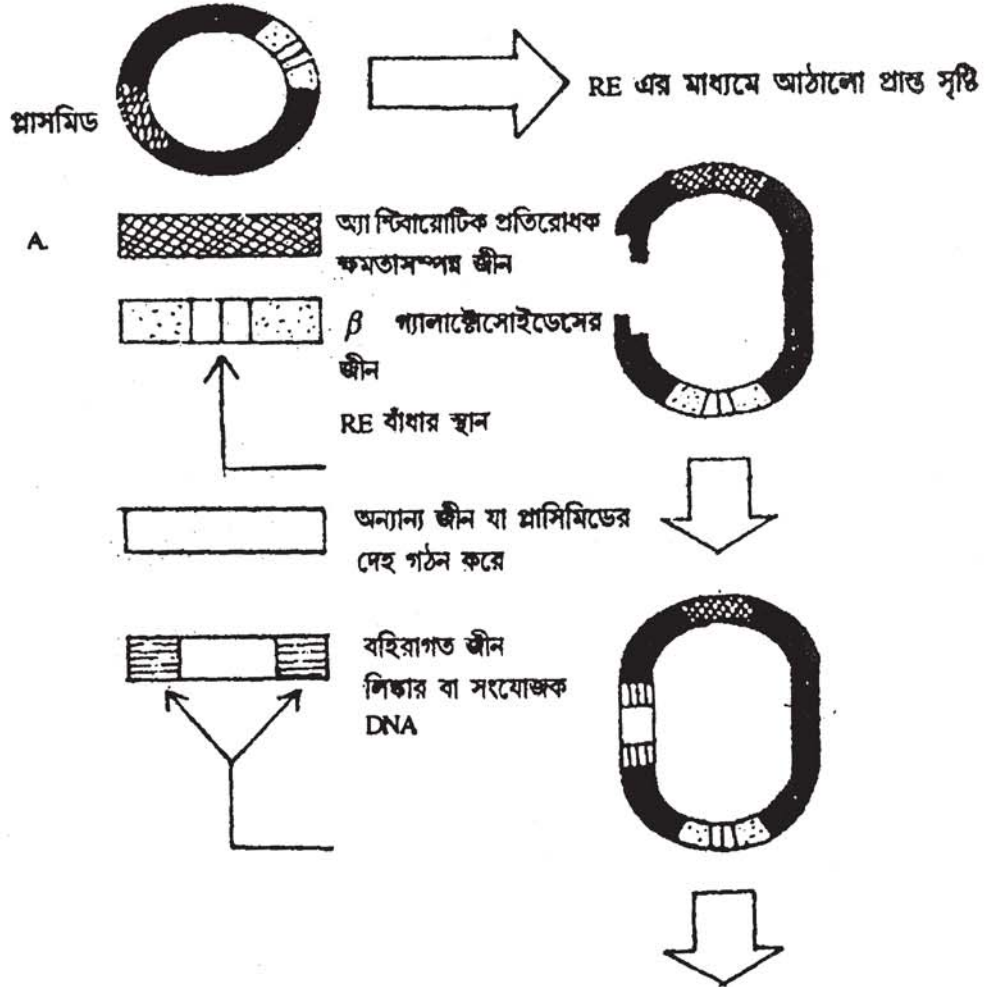 প্লাসমিড
RE এর মাধ্যমে আঠালো প্রান্ত সৃষ্টি
A.
অ্যান্টিবায়োটিক প্রতিরোধক
ক্ষমতাসম্পন্ন জীন
β গ্যালাক্টোসোইডেসের
জীন
RE বাঁধার স্থান
অন্যান্য জীন যা প্লাসিমিডের
দেহ গঠন করে
বহিরাগত জীন
লিঙ্কার বা সংযোজক
DNA